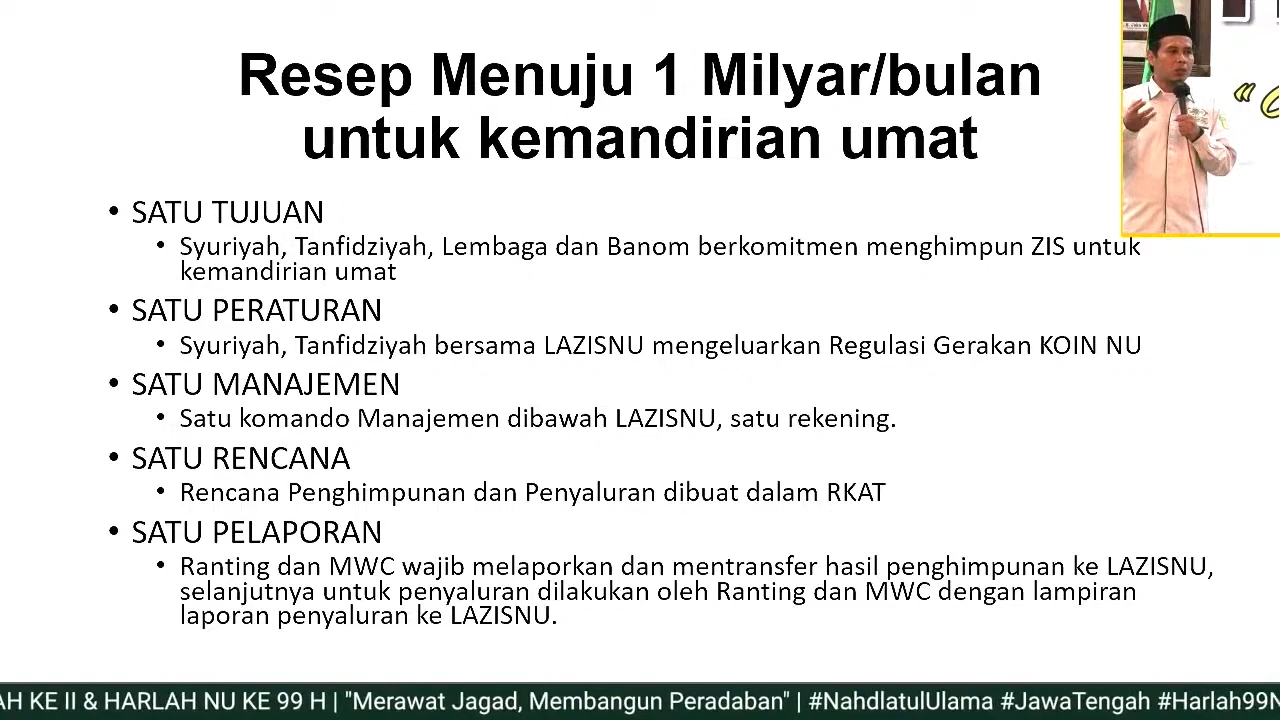 Resep Menuju 1 Milyar/bulan
untuk kemandirian umat
• SATU TUJUAN
• Syuriyah, Tanfidziyah, Lembaga dan Banom berkomitmen menghimpun ZIS untuk
kemandirian umat
• SATU PERATURAN
• Syuriyah, Tanfidziyah bersama LAZISNU mengeluarkan Regulasi Gerakan KOIN NU
• SATU MANAJEMEN
• Satu komando Manajemen dibawah LAZISNU, satu rekening.
• SATU RENCANA
• Rencana Penghimpunan dan Penyaluran dibuat dalam RKAT
• SATU PELAPORAN
• Ranting dan MWC wajib melaporkan dan mentransfer hasil penghimpunan ke LAZISNU,
selanjutnya untuk penyaluran dilakukan oleh Ranting dan MWC dengan lampiran
laporan penyaluran ke LAZISNU.
AH KE II & HARLAH NU KE 99 H | "Merawat Jagad, Membangun Peradaban" | #NahdlatulUlama #JawaTengah #Harlah99N